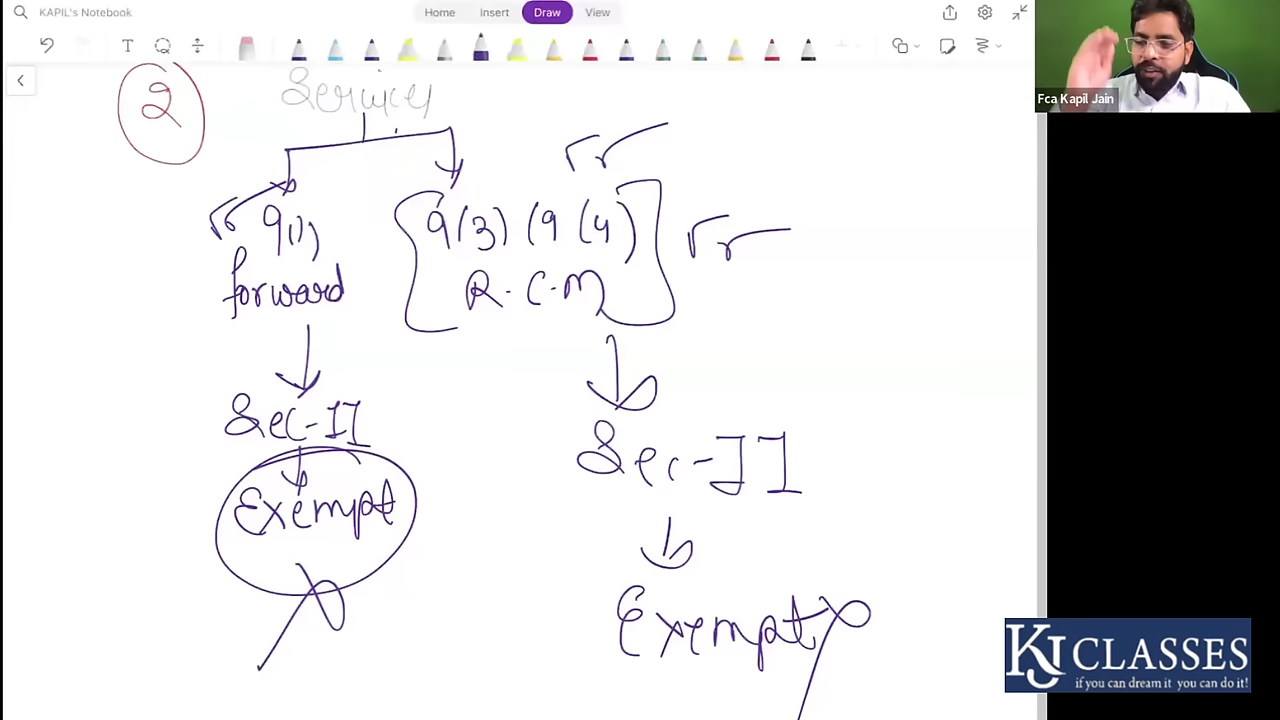 KAPIL's Notebook
Home Insert Draw View
Fca Kapil Jain
2
Services
9(1)
forward
9(3) (9 (4)
R.C.M
Sec-II
Exempt
Sec-II
Exempt
KJ CLASSES
if you can dream it you can do it!